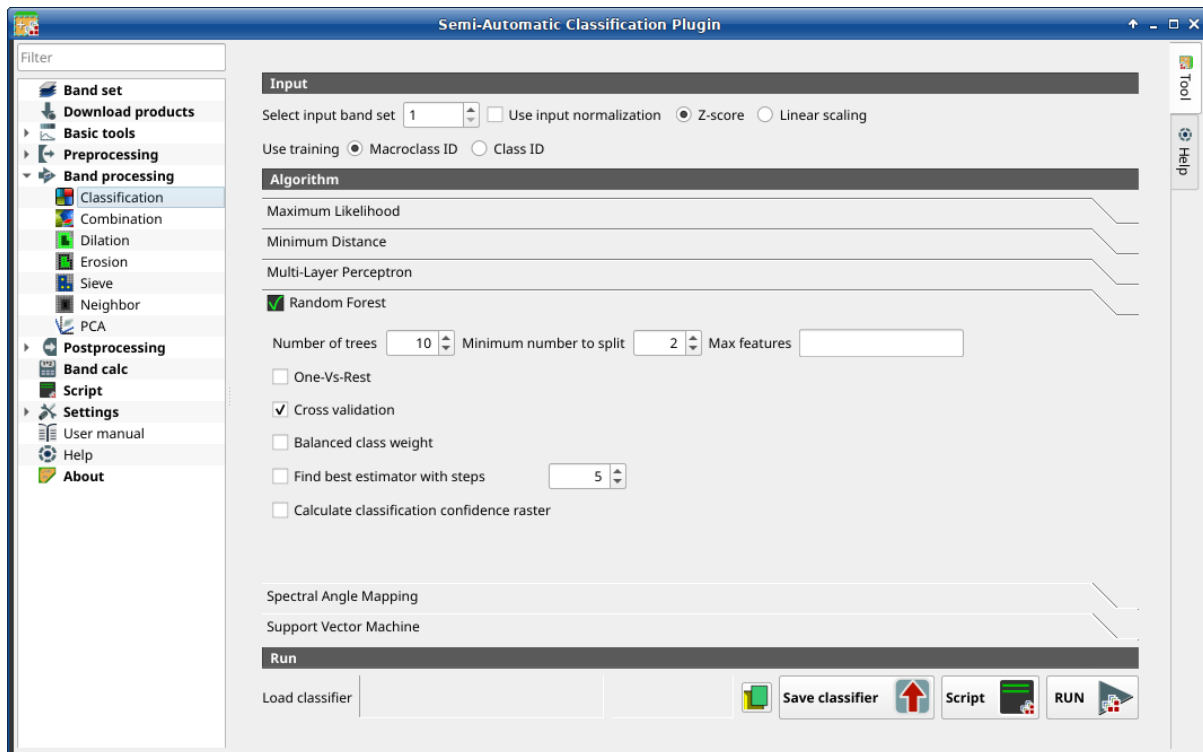 Semi-Automatic Classification Plugin
Filter
Band set
Download products
Basic tools
Preprocessing
Band processing
Classification
Combination
Dilation
Erosion
Sieve
Neighbor
PCA
Postprocessing
Band calc
Script
Settings
User manual
Help
About
Input
Select input band set 1 Use input normalization Z-score Linear scaling
Use training Macroclass ID Class ID
Algorithm
Maximum Likelihood
Minimum Distance
Multi-Layer Perceptron
Random Forest
Number of trees 10 Minimum number to split 2 Max features
One-Vs-Rest
Cross validation
Balanced class weight
Find best estimator with steps 5
Calculate classification confidence raster
Spectral Angle Mapping
Support Vector Machine
Run
Load classifier Save classifier Script RUN
Tool
Help